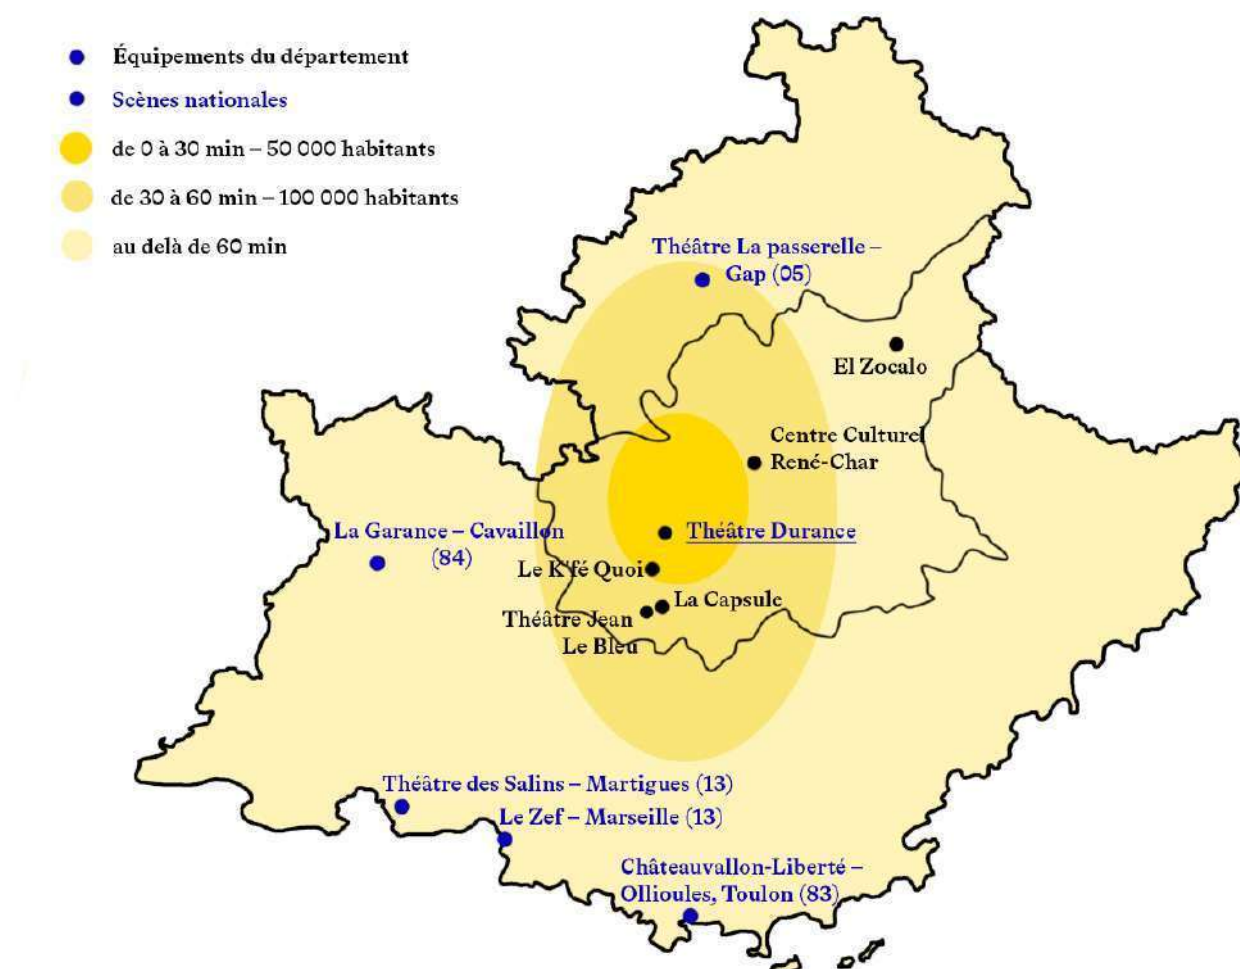 Équipements du département
Scènes nationales
de 0 à 30 min – 50 000 habitants
de 30 à 60 min – 100 000 habitants
au delà de 60 min
Théâtre La passerelle –
Gap (05)
El Zocalo
Centre Culturel
René-Char
La Garance – Cavaillon
(84)
Théâtre Durance
Le K'fé Quoi
La Capsule
Théâtre Jean
Le Bleu
Théâtre des Salins – Martigues (13)
Le Zef – Marseille (13)
Châteauvallon-Liberté –
Ollioules, Toulon (83)